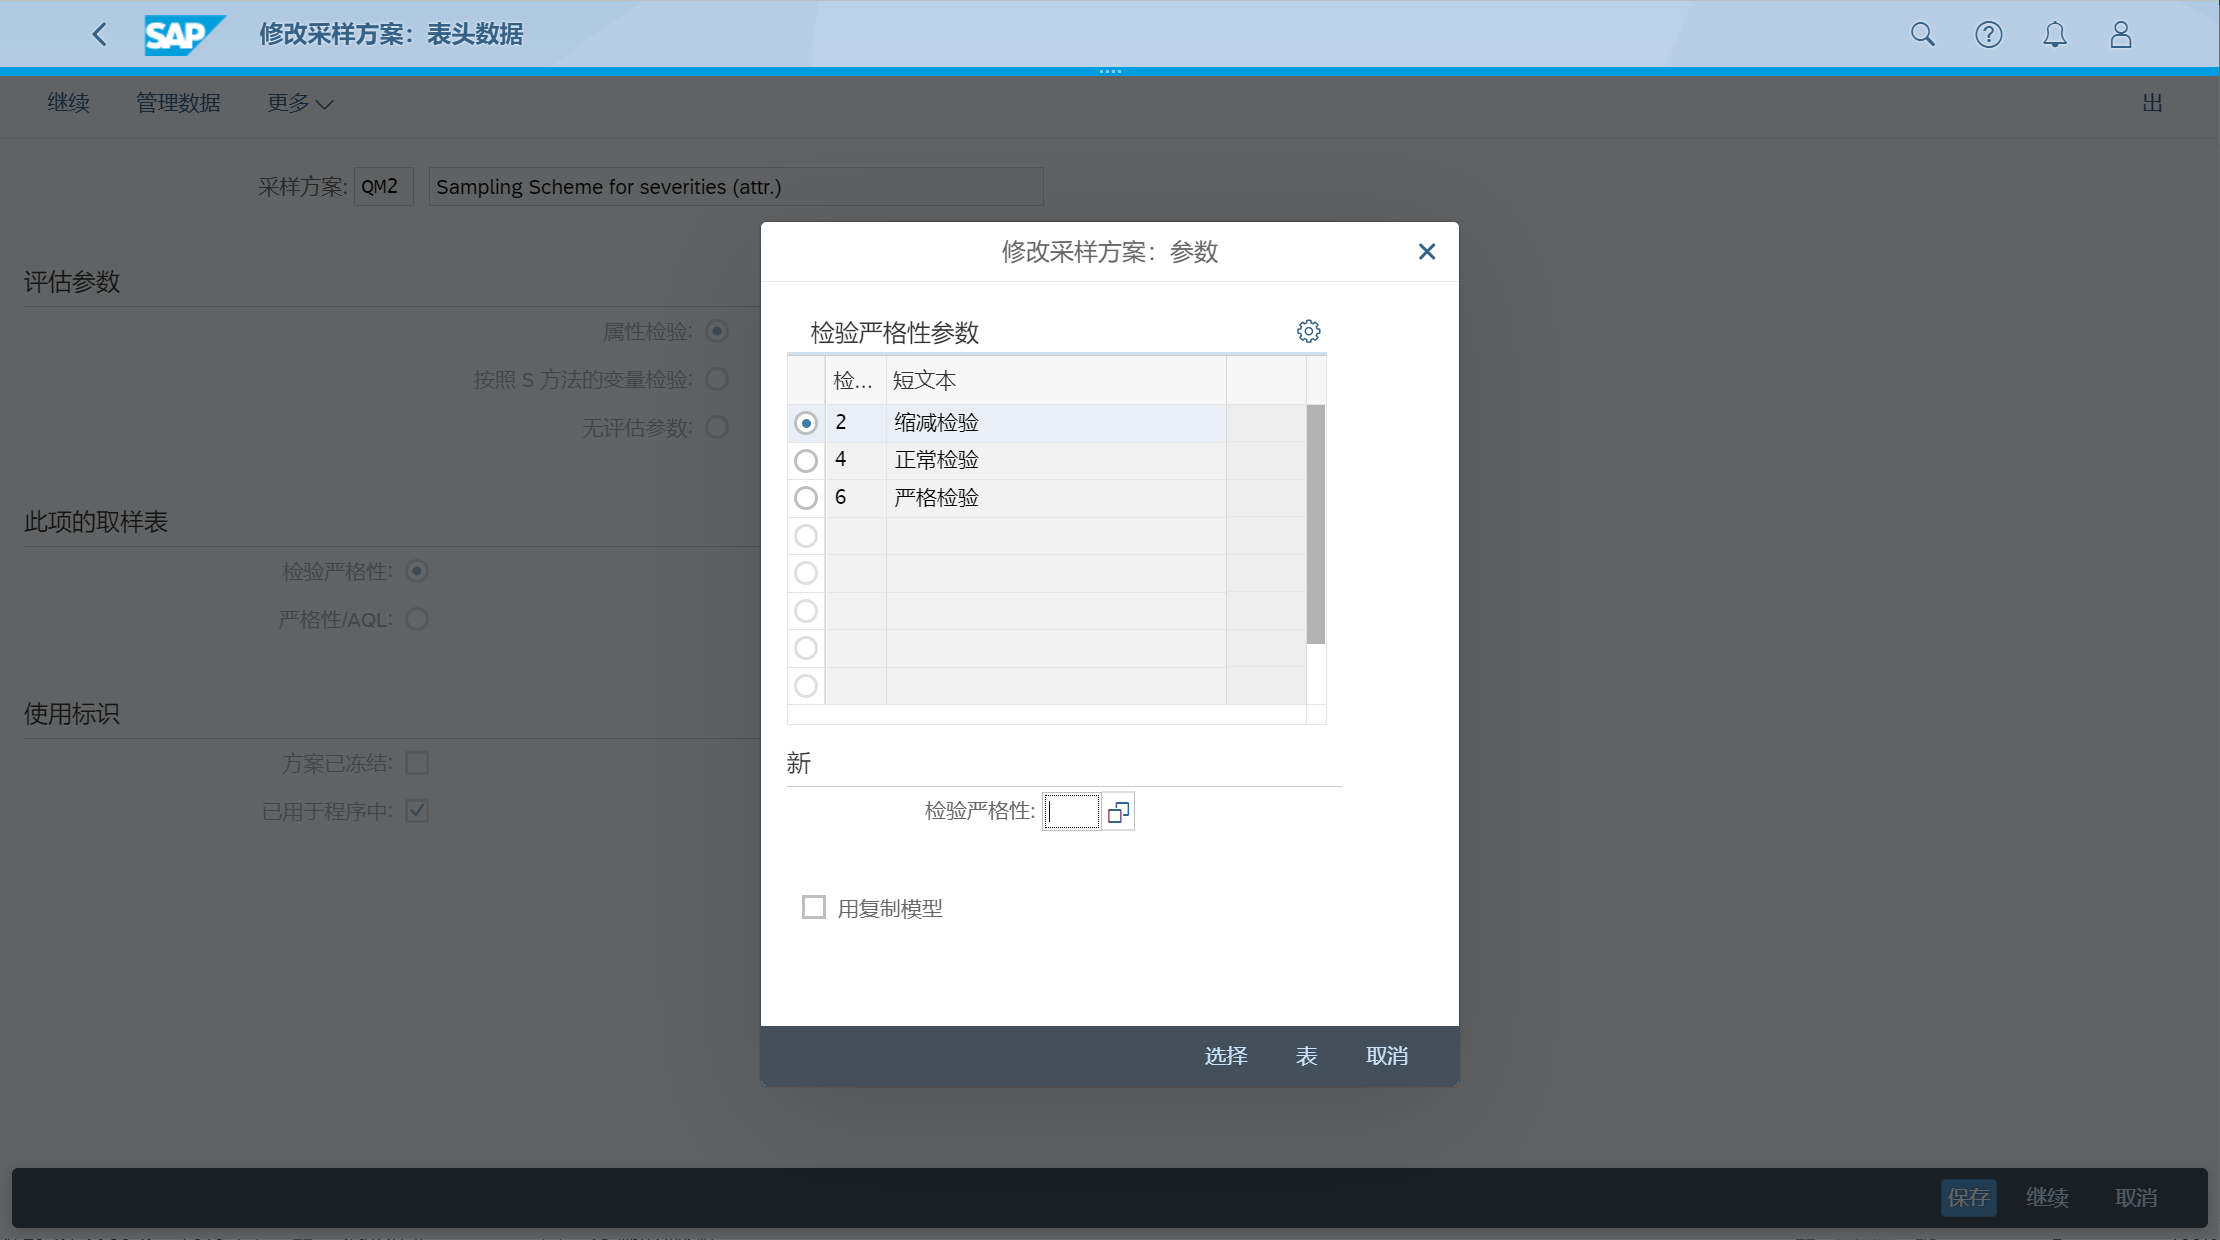 SAP 修改采样方案：表头数据
继续 管理数据 更多 出
采样方案: QM2 Sampling Scheme for severities (attr.)
评估参数
属性检验:
按照 S 方法的变量检验:
无评估参数:
此项的取样表
检验严格性:
严格性/AQL:
使用标识
方案已冻结:
已用于程序中:
修改采样方案：参数
检验严格性参数
检... 短文本
2 缩减检验
4 正常检验
6 严格检验
新
检验严格性:
用复制模型
选择 表 取消
保存 继续 取消